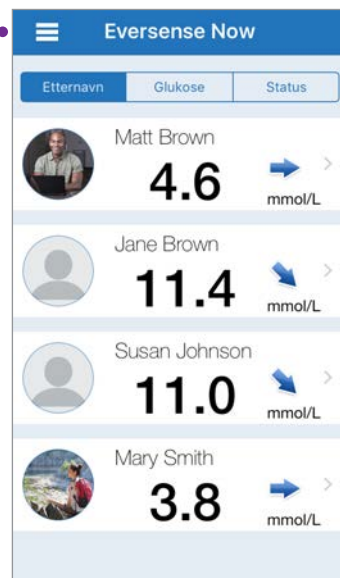 Eversense Now
Etternavn Glukose Status
Matt Brown
4.6
mmol/L
Jane Brown
11.4
mmol/L
Susan Johnson
11.0
mmol/L
Mary Smith
3.8
mmol/L